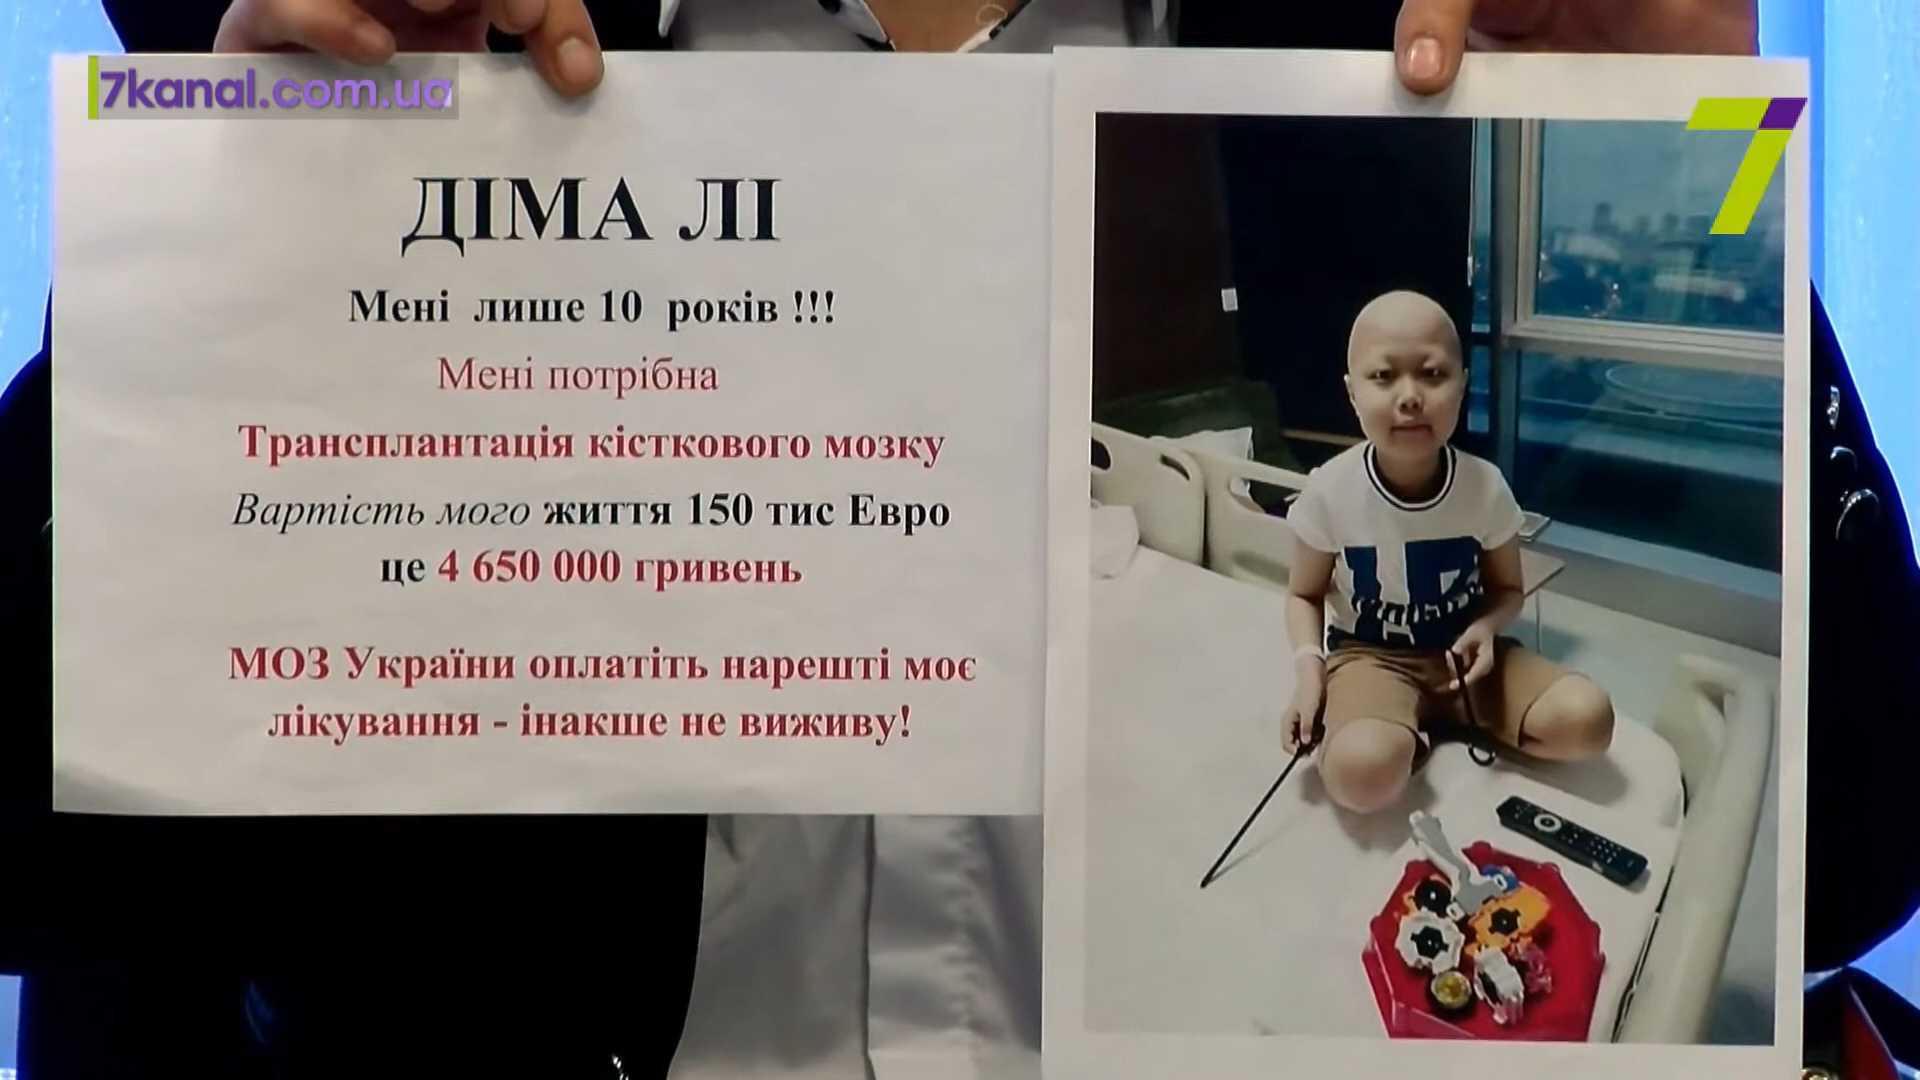 7kanal.com.ua
7
ДІМА ЛІ
Мені лише 10 років !!!
Мені потрібна
Трансплантація кісткового мозку
Вартість мого життя 150 тис Евро
це 4 650 000 гривень
МОЗ України оплатіть нарешті моє
лікування - інакше не виживу!